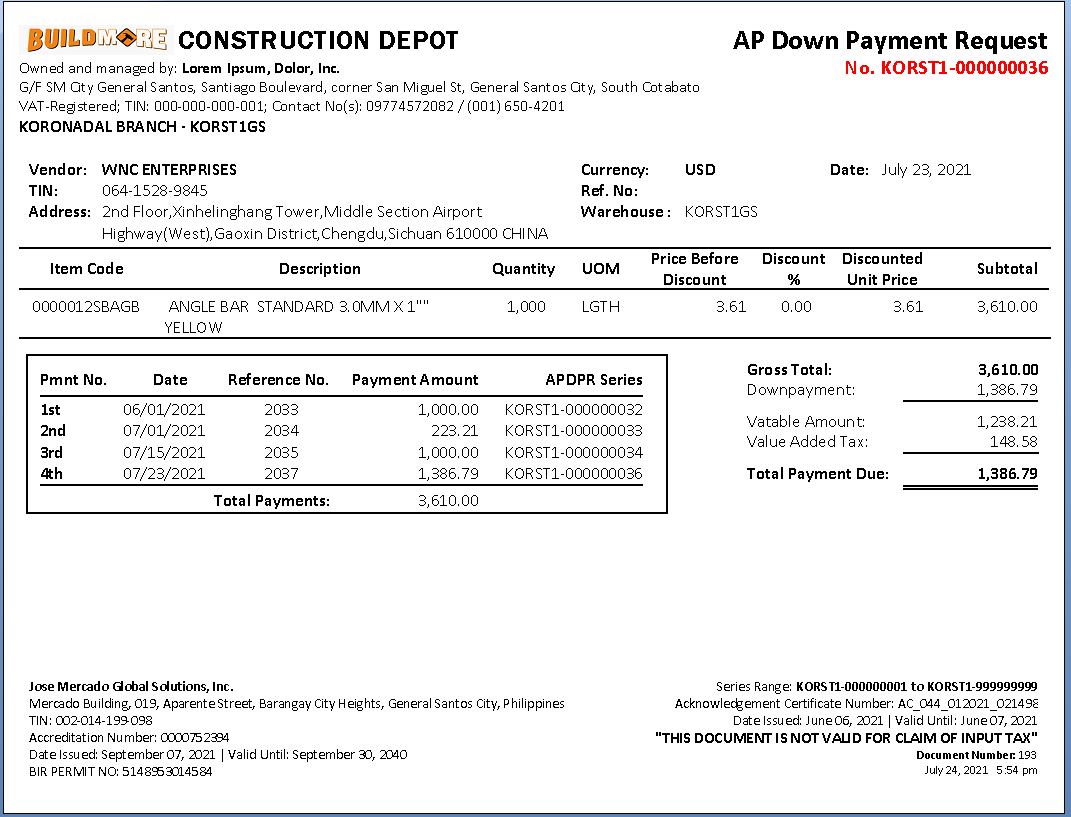 BUILDMORE CONSTRUCTION DEPOT
AP Down Payment Request
No. KORST1-000000036
Owned and managed by: Lorem Ipsum, Dolor, Inc.
G/F SM City General Santos, Santiago Boulevard, corner San Miguel St, General Santos City, South Cotabato
VAT-Registered; TIN: 000-000-000-001; Contact No(s): 09774572082 / (001) 650-4201
KORONADAL BRANCH - KORST1GS
Vendor: WNC ENTERPRISES Currency: USD Date: July 23, 2021
TIN: 064-1528-9845 Ref. No:
Address: 2nd Floor,Xinhelinghang Tower,Middle Section Airport Warehouse : KORST1GS
Highway(West),Gaoxin District,Chengdu,Sichuan 610000 CHINA
Item Code Description Quantity UOM Price Before Discount Discount % Discounted Unit Price Subtotal
0000012SBAGB ANGLE BAR STANDARD 3.0MM X 1"" 1,000 LGTH 3.61 0.00 3.61 3,610.00
YELLOW
Pmnt No. Date Reference No. Payment Amount APDPR Series
1st 06/01/2021 2033 1,000.00 KORST1-000000032
2nd 07/01/2021 2034 223.21 KORST1-000000033
3rd 07/15/2021 2035 1,000.00 KORST1-000000034
4th 07/23/2021 2037 1,386.79 KORST1-000000036
Total Payments: 3,610.00
Gross Total: 3,610.00
Downpayment: 1,386.79
Vatable Amount: 1,238.21
Value Added Tax: 148.58
Total Payment Due: 1,386.79
Jose Mercado Global Solutions, Inc.
Mercado Building, 019, Aparente Street, Barangay City Heights, General Santos City, Philippines
TIN: 002-014-199-098
Accreditation Number: 0000752394
Date Issued: September 07, 2021 | Valid Until: September 30, 2040
BIR PERMIT NO: 5148953014584
Series Range: KORST1-000000001 to KORST1-999999999
Acknowledgement Certificate Number: AC_044_012021_021498
Date Issued: June 06, 2021 | Valid Until: June 07, 2021
"THIS DOCUMENT IS NOT VALID FOR CLAIM OF INPUT TAX"
Document Number: 193
July 24, 2021 5:54 pm